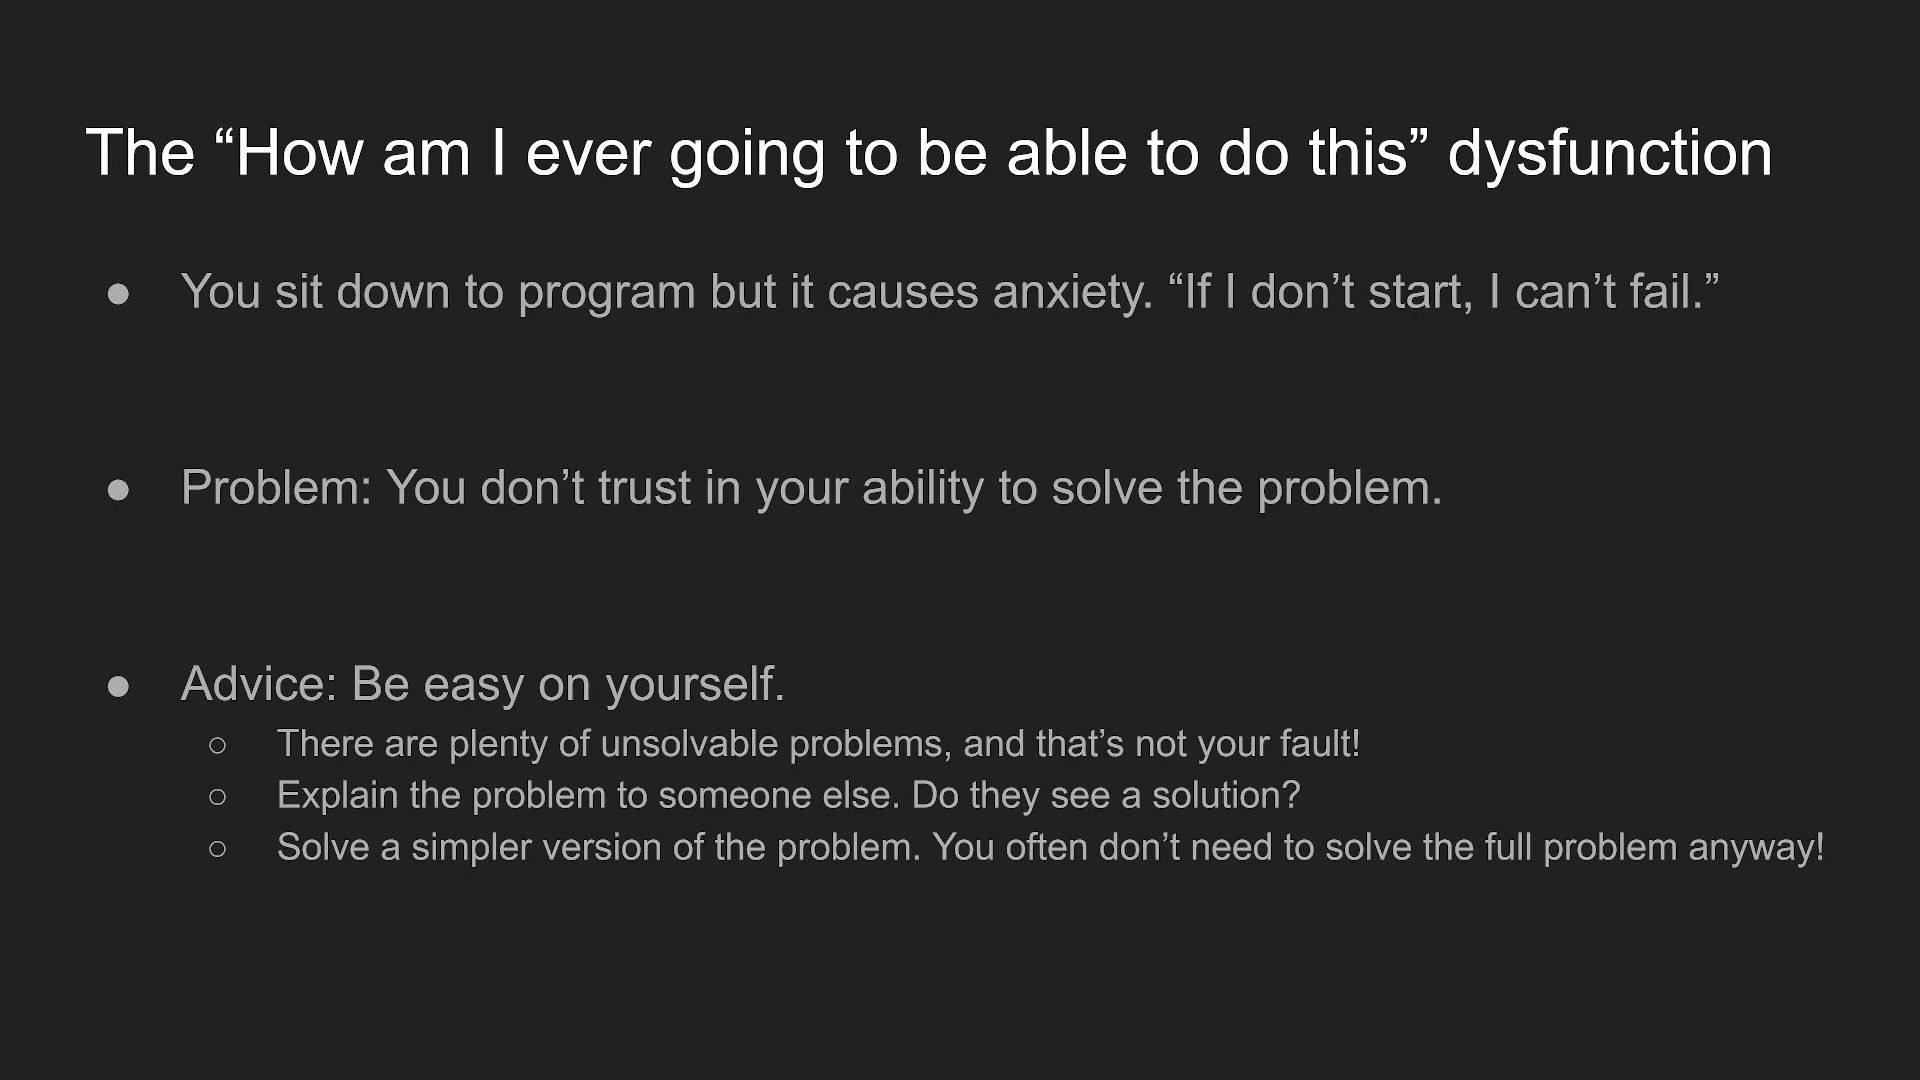 The “How am I ever going to be able to do this” dysfunction
● You sit down to program but it causes anxiety. “If I don’t start, I can’t fail.”
● Problem: You don’t trust in your ability to solve the problem.
● Advice: Be easy on yourself.
○ There are plenty of unsolvable problems, and that’s not your fault!
○ Explain the problem to someone else. Do they see a solution?
○ Solve a simpler version of the problem. You often don’t need to solve the full problem anyway!